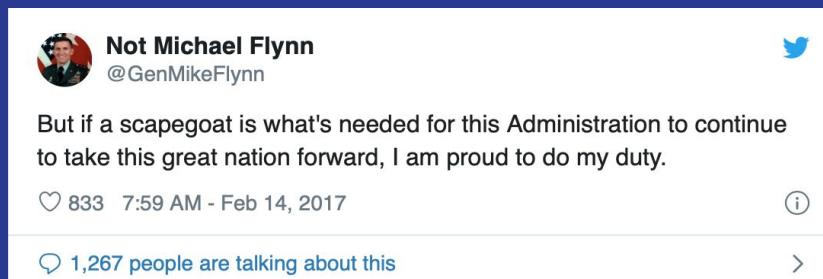 Not Michael Flynn
@GenMikeFlynn
But if a scapegoat is what's needed for this Administration to continue
to take this great nation forward, I am proud to do my duty.
833 7:59 AM - Feb 14, 2017
1,267 people are talking about this